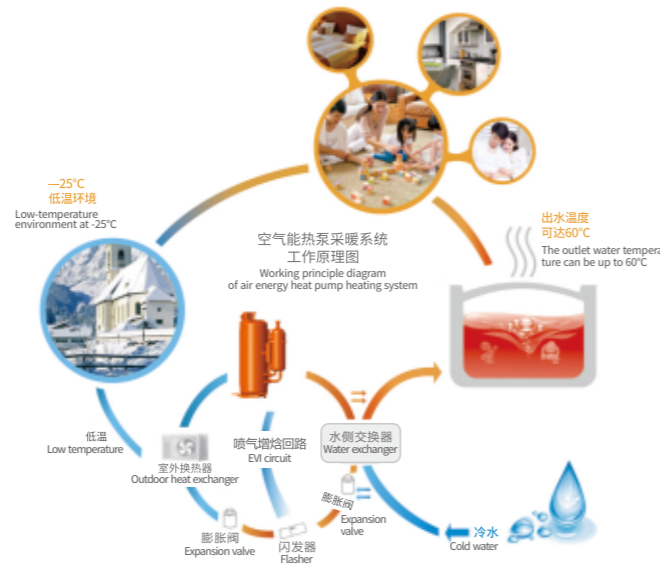 —25°C
低温环境
Low-temperature
environment at -25°C
空气能热泵采暖系统
工作原理图
Working principle diagram
of air energy heat pump heating system
出水温度
可达60°C
The outlet water tempera-
ture can be up to 60°C
低温
Low temperature
室外换热器
Outdoor heat exchanger
喷气增焓回路
EVI circuit
水侧交换器
Water exchanger
膨胀阀
Expansion valve
闪发器
Flasher
膨胀阀
Expansion
valve
冷水
Cold water